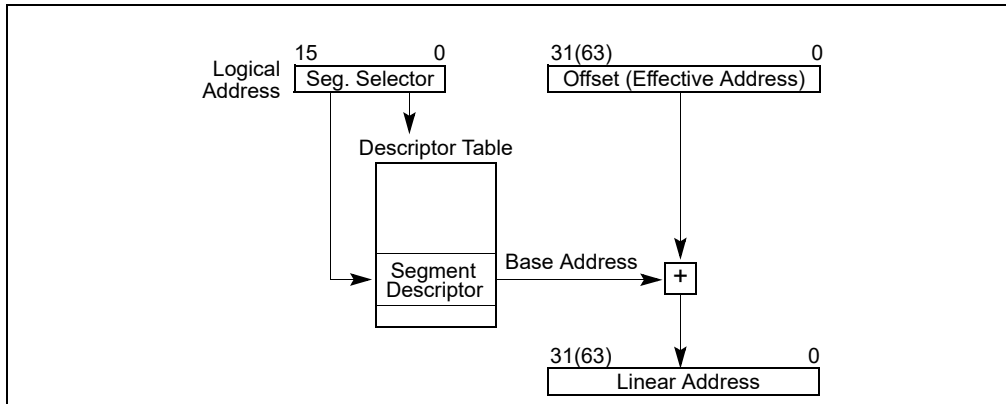 15 0
31(63) 0
Logical
Address
Seg. Selector
Offset (Effective Address)
Descriptor Table
Base Address
Segment
Descriptor
+
31(63) 0
Linear Address